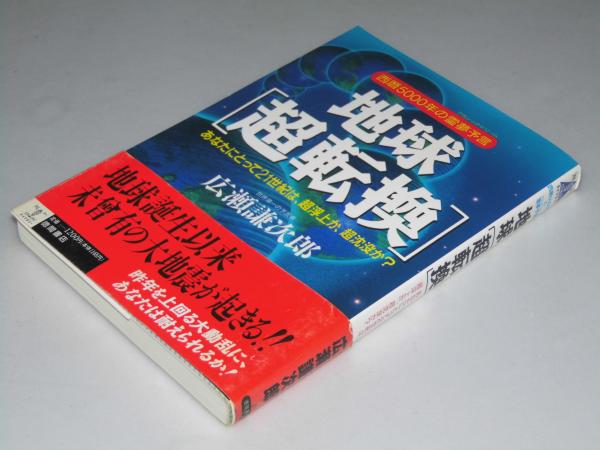 西暦5000年の霊夢予言
地球
[超転換]
あなたにとって21世紀は、超浮上か、超沈没か?
広瀬謙次郎
地球誕生以来
未曾有の大地震が起きる!!
昨年を上回る大動乱に、
あなたは耐えられるか!
徳間書店
地球[超転換]
広瀬謙次郎